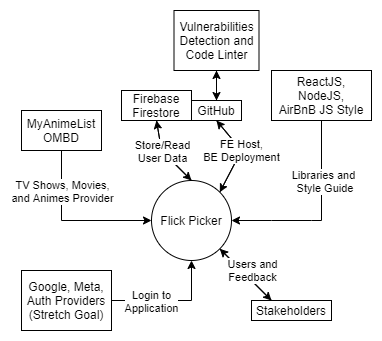 Vulnerabilities
Detection and
Code Linter
Firebase
Firestore
GitHub
ReactJS,
NodeJS,
AirBnB JS Style
MyAnimeList
OMBD
Store/Read
User Data
FE Host,
BE Deployment
TV Shows, Movies,
and Animes Provider
Libraries and
Style Guide
Flick Picker
Google, Meta,
Auth Providers
(Stretch Goal)
Login to
Application
Users and
Feedback
Stakeholders